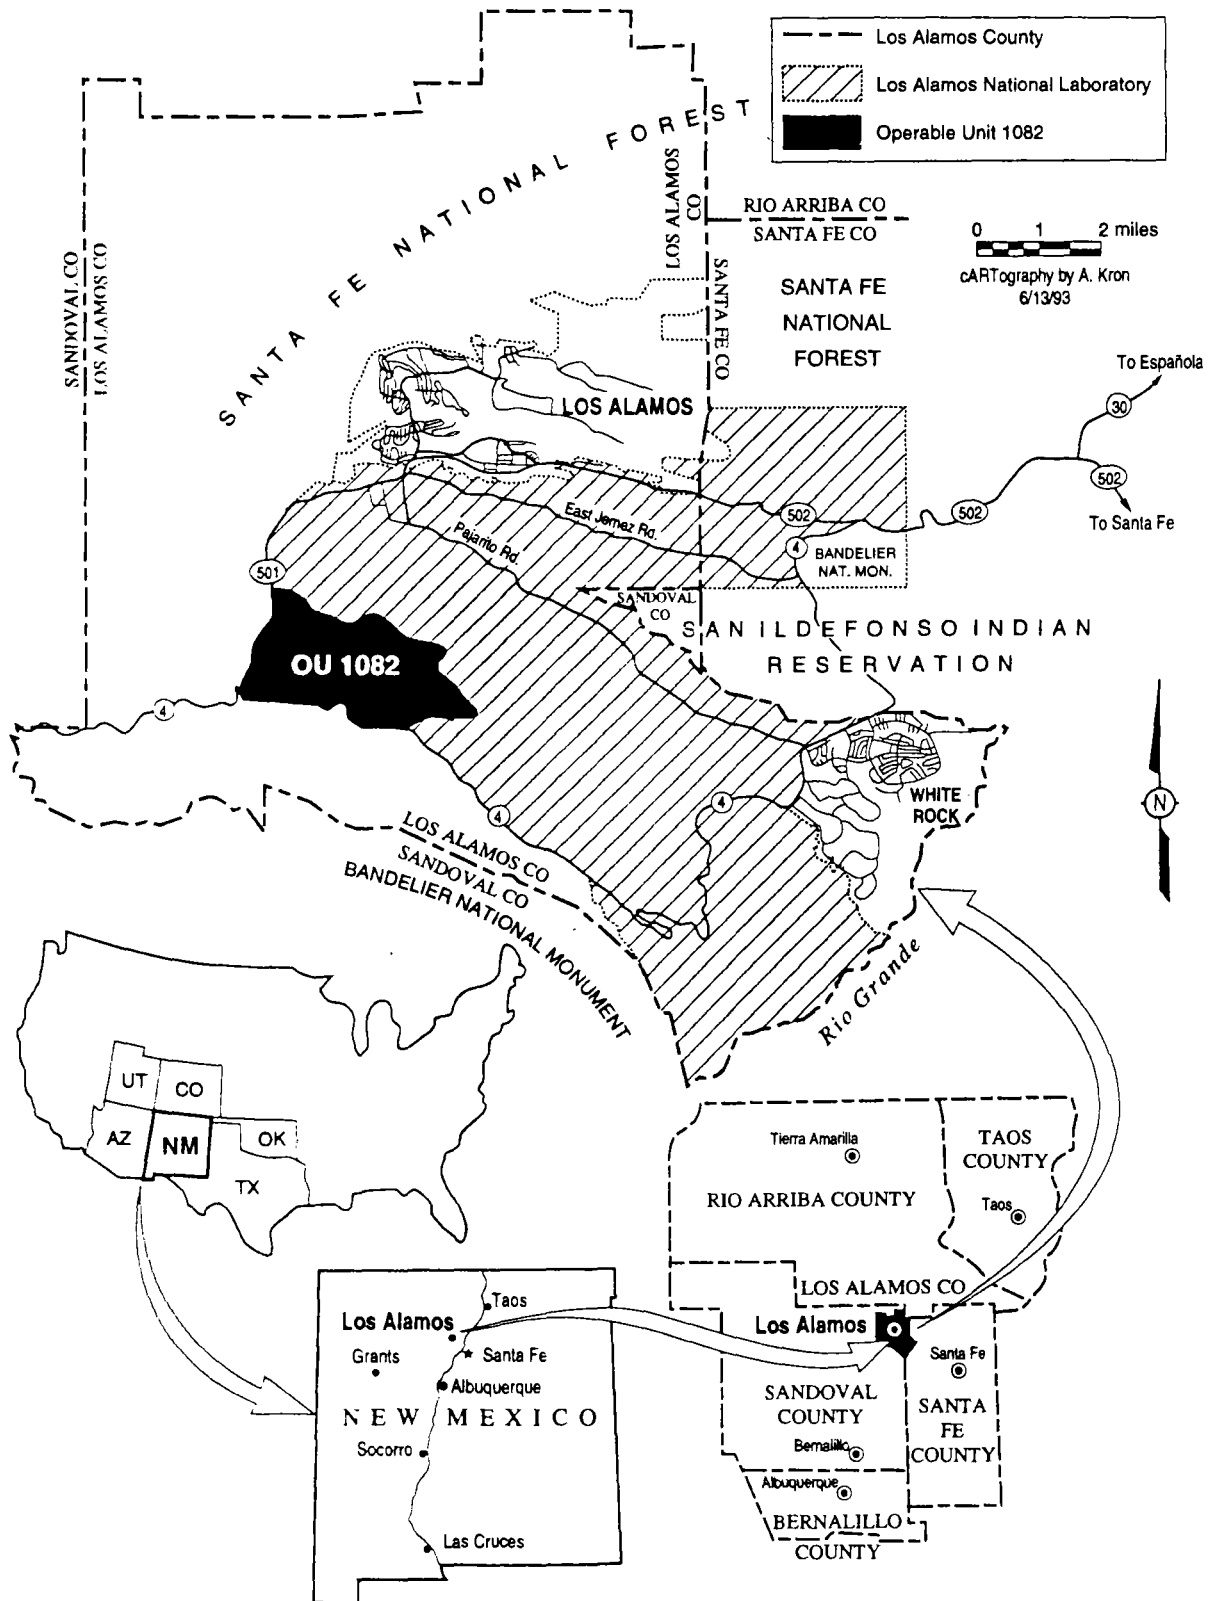 Los Alamos County
Los Alamos National Laboratory
Operable Unit 1082
SANTA FE NATIONAL FOREST
LOS ALAMOS CO
SANTA FE CO
RIO ARRIBA CO
SANTA FE CO
0 1 2 miles
cARTography by A. Kron
6/13/93
SANDOVAL CO
LOS ALAMOS CO
SANTA FE
NATIONAL
FOREST
To Española
30
LOS ALAMOS
502
To Santa Fe
502
502
East Jemez Rd.
Pajarito Rd.
4
BANDELIER
NAT. MON.
501
SANDOVAL
CO
SAN ILDEFONSO INDIAN
RESERVATION
OU 1082
4
N
WHITE
ROCK
4
4
LOS ALAMOS CO
SANDOVAL CO
BANDELIER NATIONAL MONUMENT
Rio Grande
UT
CO
AZ
NM
OK
TX
Tierra Amarilla
TAOS
COUNTY
RIO ARRIBA COUNTY
Taos
LOS ALAMOS CO
Los Alamos
Santa Fe
SANDOVAL
COUNTY
SANTA
FE
COUNTY
Bernalillo
Albuquerque
BERNALILLO
COUNTY
Taos
Los Alamos
Grants
Santa Fe
Albuquerque
NEW MEXICO
Socorro
Las Cruces